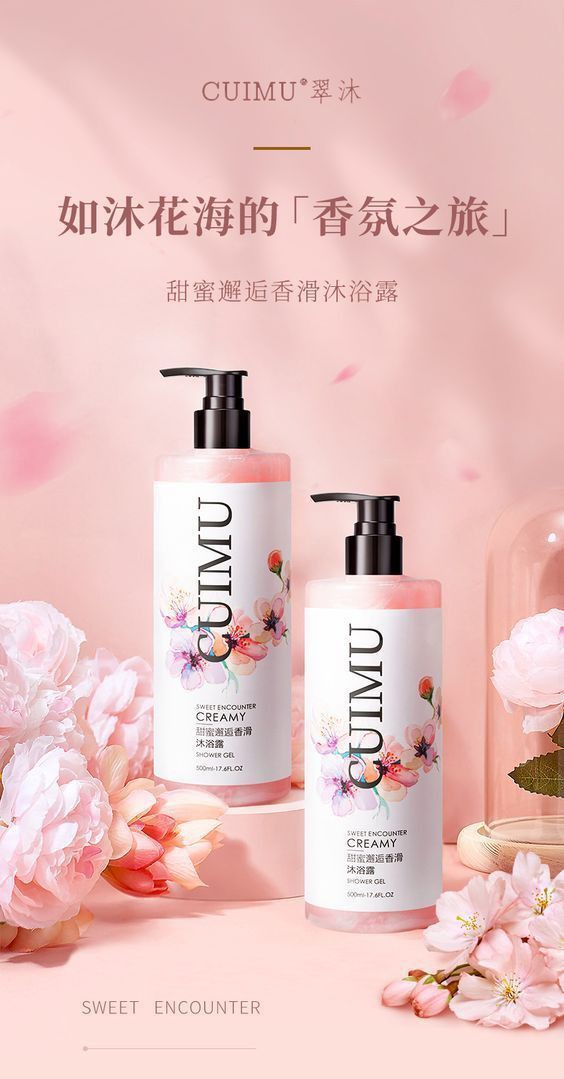 CUIMU®翠沐
如沐花海的「香氛之旅」
甜蜜邂逅香滑沐浴露
CUIMU
SWEET ENCOUNTER
CREAMY
甜蜜邂逅香滑
沐浴露
SHOWER GEL
500ml-17.6FL.OZ
CUIMU
SWEET ENCOUNTER
CREAMY
甜蜜邂逅香滑
沐浴露
SHOWER GEL
500ml-17.6FL.OZ
SWEET ENCOUNTER